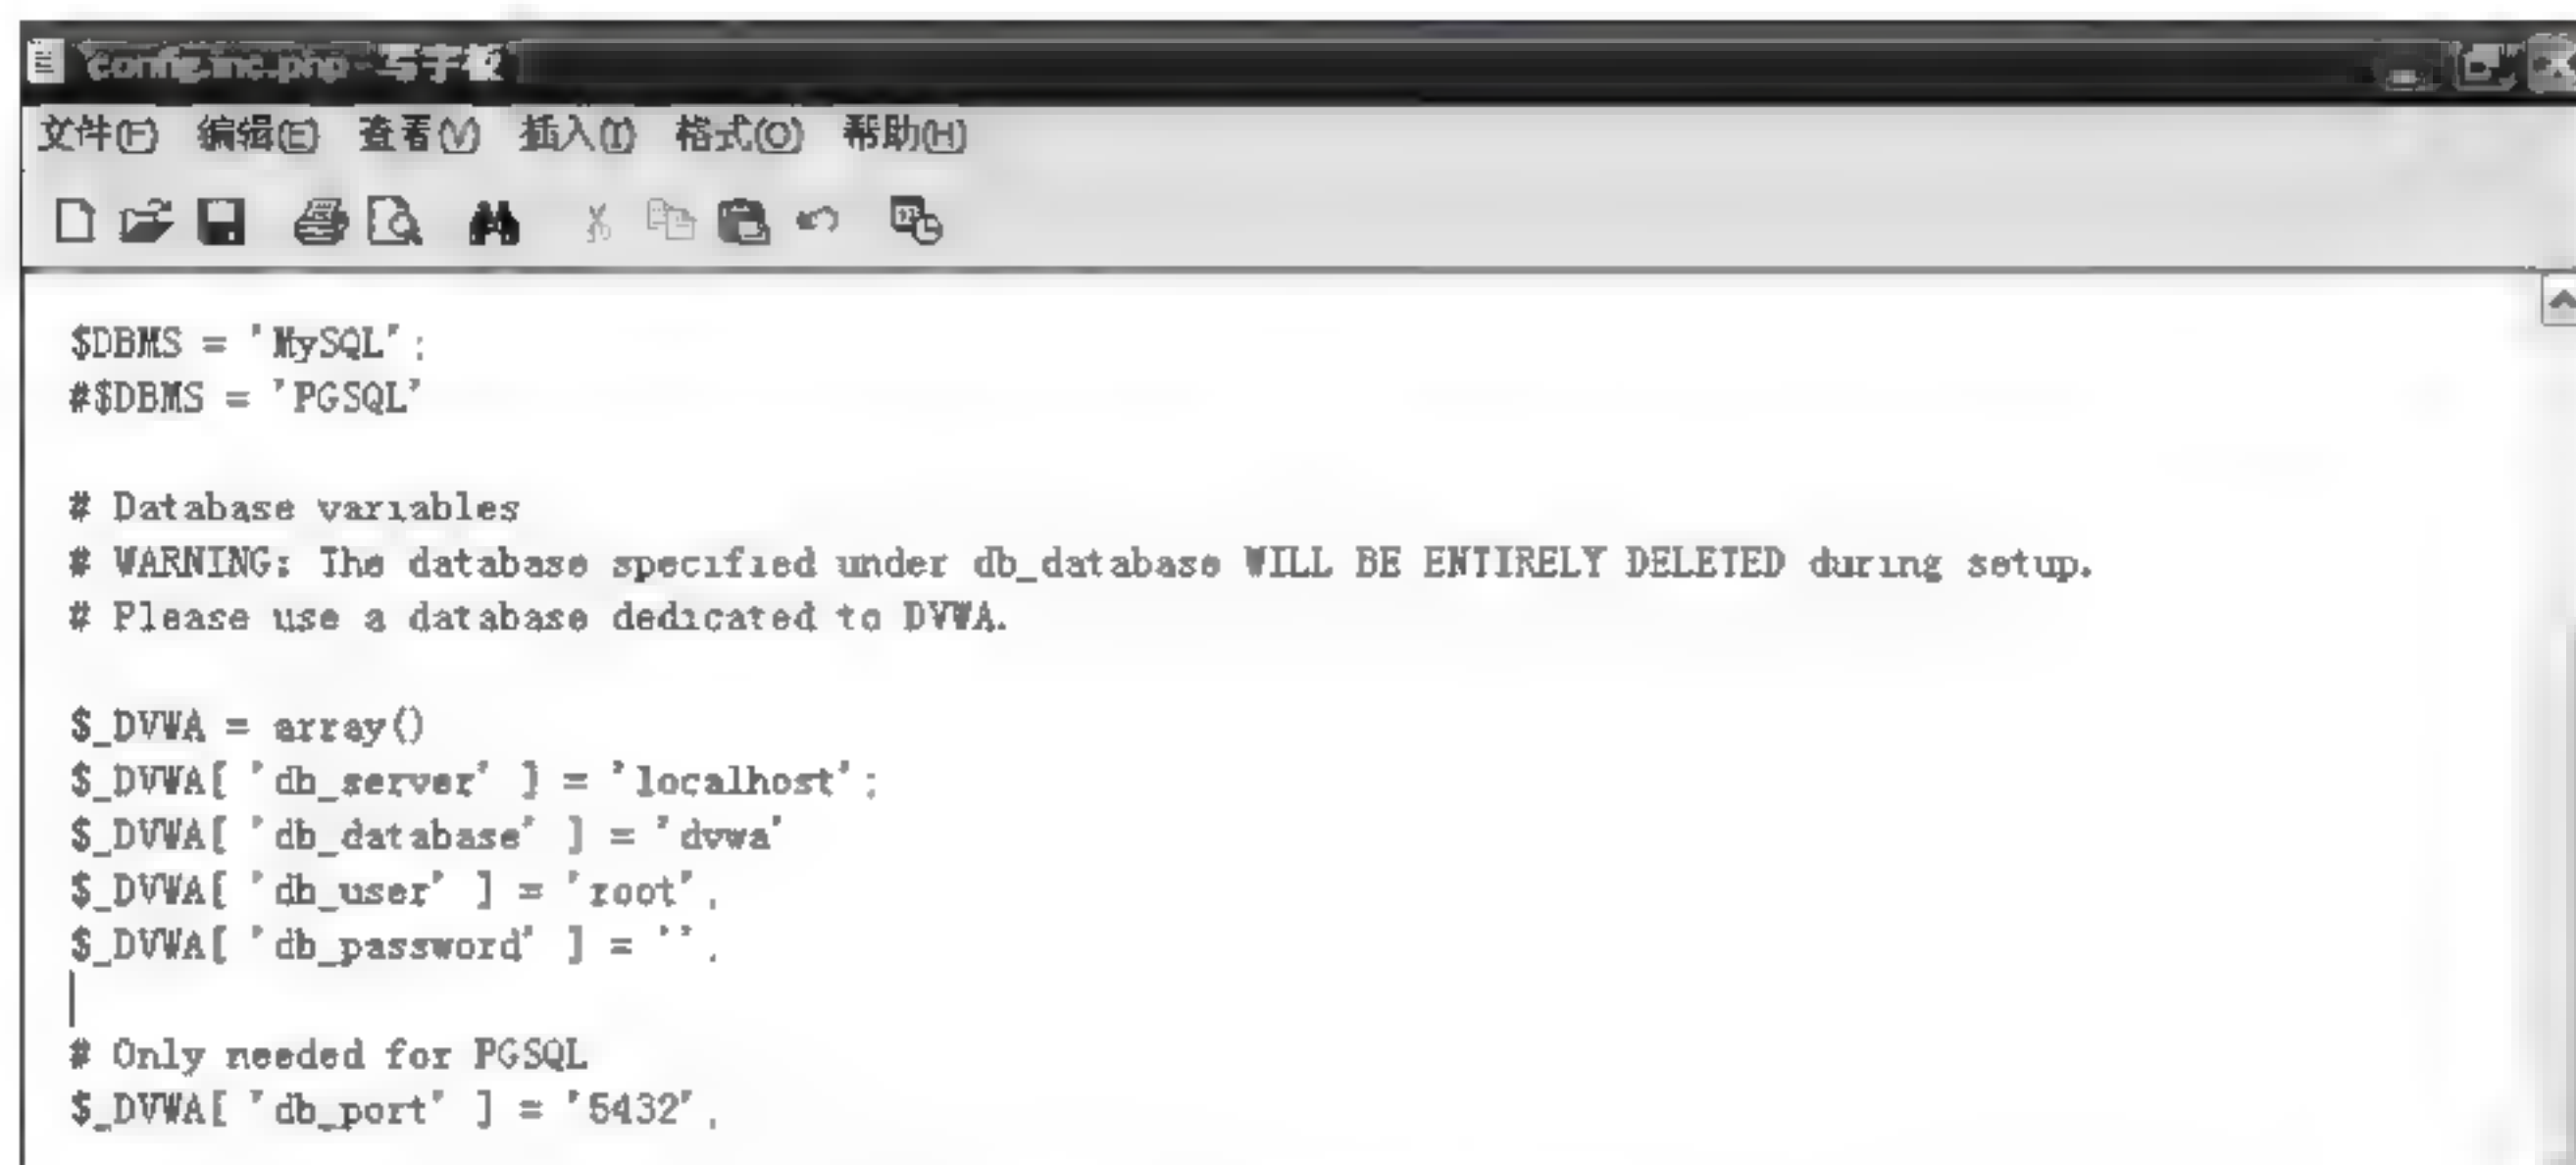 config.inc.php - 写字板
文件(F) 编辑(E) 查看(V) 插入(I) 格式(O) 帮助(H)
$DBMS = 'MySQL';
#$DBMS = 'PGSQL'
# Database variables
# WARNING: The database specified under db_database WILL BE ENTIRELY DELETED during setup.
# Please use a database dedicated to DVWA.
$_DVWA = array()
$_DVWA[ 'db_server' ] = 'localhost';
$_DVWA[ 'db_database' ] = 'dvwa'
$_DVWA[ 'db_user' ] = 'root';
$_DVWA[ 'db_password' ] = '';
# Only needed for PGSQL
$_DVWA[ 'db_port' ] = '5432';